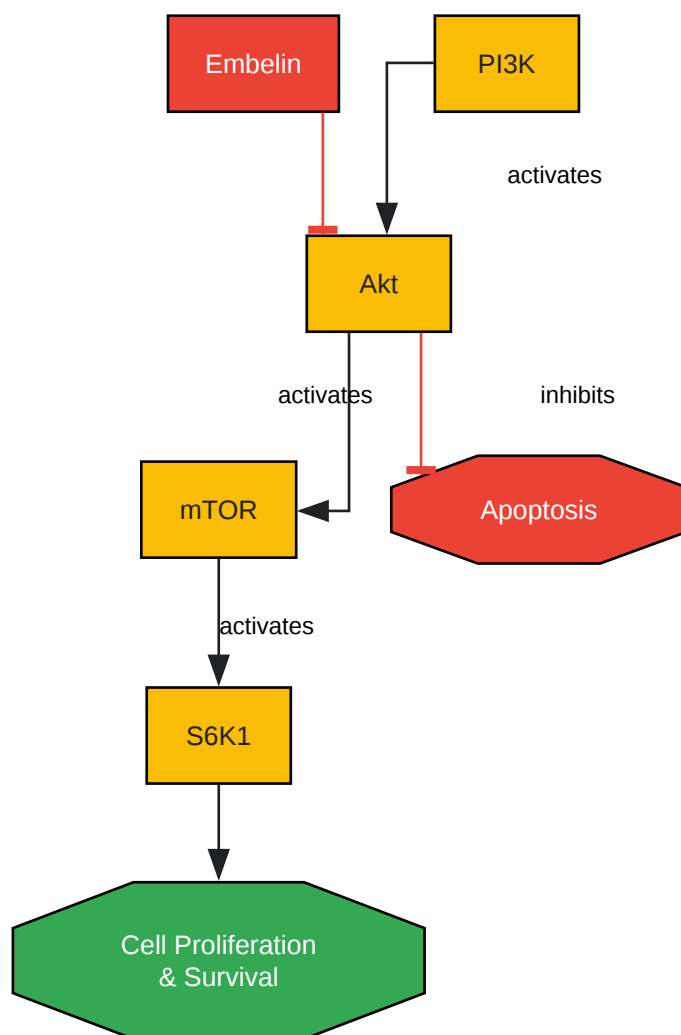 Embelin
PI3K
activates
Akt
activates
inhibits
mTOR
Apoptosis
activates
S6K1
Cell Proliferation
& Survival